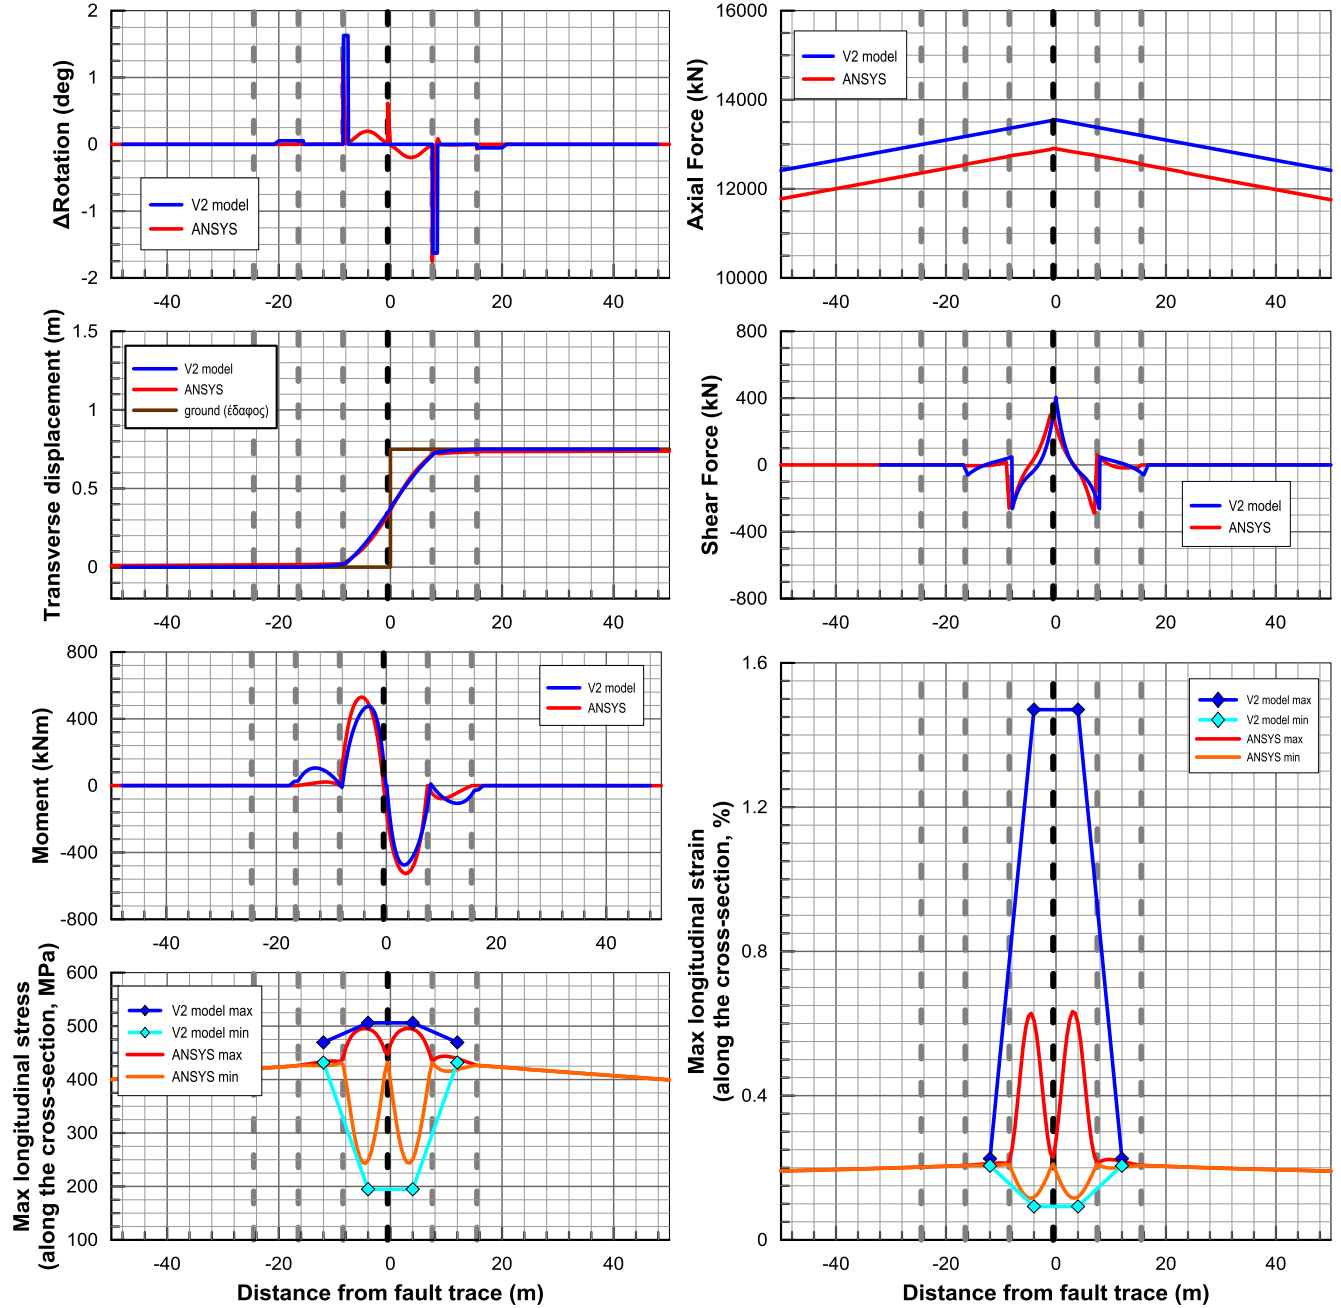 2
1
0
-1
-2
ΔRotation (deg)
V2 model
ANSYS
-40
-20
0
20
40
16000
14000
12000
10000
Axial Force (kN)
V2 model
ANSYS
-40
-20
0
20
40
1.5
1
0.5
0
Transverse displacement (m)
V2 model
ANSYS
ground (έδαφος)
-40
-20
0
20
40
800
400
0
-400
-800
Shear Force (kN)
V2 model
ANSYS
-40
-20
0
20
40
800
400
0
-400
-800
Moment (kNm)
V2 model
ANSYS
-40
-20
0
20
40
600
500
400
300
200
100
Max longitudinal stress
(along the cross-section, MPa)
V2 model max
V2 model min
ANSYS max
ANSYS min
-40
-20
0
20
40
Distance from fault trace (m)
1.6
1.2
0.8
0.4
0
Max longitudinal strain
(along the cross-section, %)
V2 model max
V2 model min
ANSYS max
ANSYS min
-40
-20
0
20
40
Distance from fault trace (m)